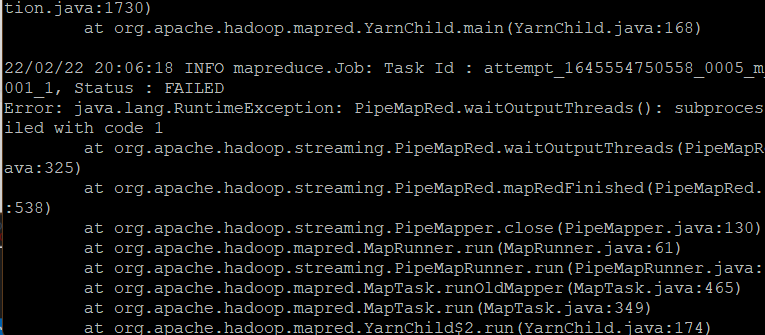 tion.java:1730)
        at org.apache.hadoop.mapred.YarnChild.main(YarnChild.java:168)

22/02/22 20:06:18 INFO mapreduce.Job: Task Id : attempt_1645554750558_0005_m_
001_1, Status : FAILED
Error: java.lang.RuntimeException: PipeMapRed.waitOutputThreads(): subproces
iled with code 1
        at org.apache.hadoop.streaming.PipeMapRed.waitOutputThreads(PipeMapR
ava:325)
        at org.apache.hadoop.streaming.PipeMapRed.mapRedFinished(PipeMapRed.
:538)
        at org.apache.hadoop.streaming.PipeMapper.close(PipeMapper.java:130)
        at org.apache.hadoop.mapred.MapRunner.run(MapRunner.java:61)
        at org.apache.hadoop.streaming.PipeMapRunner.run(PipeMapRunner.java:
        at org.apache.hadoop.mapred.MapTask.runOldMapper(MapTask.java:465)
        at org.apache.hadoop.mapred.MapTask.run(MapTask.java:349)
        at org.apache.hadoop.mapred.YarnChild$2.run(YarnChild.java:174)